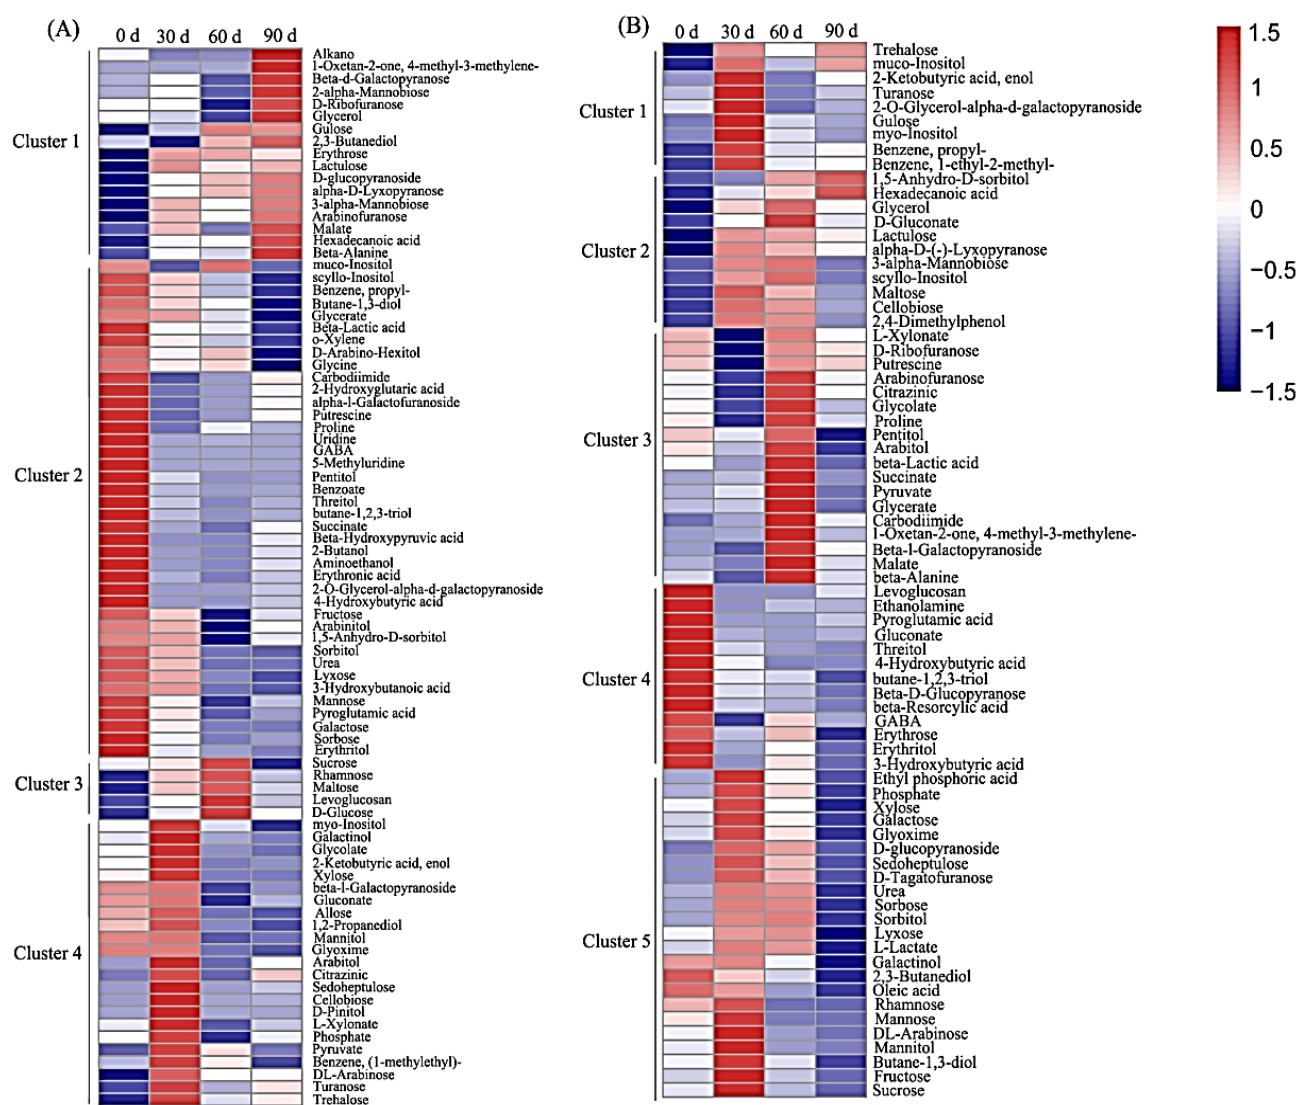 (A)
0 d 30 d 60 d 90 d
Cluster 1
Alkano
1-Oxetan-2-one, 4-methyl-3-methylene-
Beta-d-Galactopyranose
2-alpha-Mannobiose
D-Ribofuranose
Glycerol
Gulose
2,3-Butanediol
Erythrose
Lactulose
D-glucopyranoside
alpha-D-Lyxopyranose
3-alpha-Mannobiose
Arabinofuranose
Malate
Hexadecanoic acid
Beta-Alanine
Cluster 2
muco-Inositol
scyllo-Inositol
Benzene, propyl-
Butane-1,3-diol
Glycerate
Beta-Lactic acid
o-Xylene
D-Arabino-Hexitol
Glycine
Carbodiimide
2-Hydroxyglutaric acid
alpha-l-Galactofuranoside
Putrescine
Proline
Uridine
GABA
5-Methyluridine
Pentitol
Benzoate
Threitol
butane-1,2,3-triol
Succinate
Beta-Hydroxypyruvic acid
2-Butanol
Aminoethanol
Erythronic acid
2-O-Glycerol-alpha-d-galactopyranoside
4-Hydroxybutyric acid
Fructose
Arabinitol
1,5-Anhydro-D-sorbitol
Sorbitol
Urea
Lyxose
3-Hydroxybutanoic acid
Mannose
Pyroglutamic acid
Galactose
Sorbose
Erythritol
Cluster 3
Sucrose
Rhamnose
Maltose
Levoglucosan
D-Glucose
Cluster 4
myo-Inositol
Galactinol
Glycolate
2-Ketobutyric acid, enol
Xylose
beta-l-Galactopyranoside
Gluconate
Allose
1,2-Propanediol
Mannitol
Glyoxime
Arabitol
Citrazinic
Sedoheptulose
Cellobiose
D-Pinitol
L-Xylonate
Phosphate
Pyruvate
Benzene, (1-methylethyl)-
DL-Arabinose
Turanose
Trehalose
(B)
0 d 30 d 60 d 90 d
Cluster 1
Trehalose
muco-Inositol
2-Ketobutyric acid, enol
Turanose
2-O-Glycerol-alpha-d-galactopyranoside
Gulose
myo-Inositol
Benzene, propyl-
Benzene, 1-ethyl-2-methyl-
Cluster 2
1,5-Anhydro-D-sorbitol
Hexadecanoic acid
Glycerol
D-Gluconate
Lactulose
alpha-D-(-)-Lyxopyranose
3-alpha-Mannobiose
scyllo-Inositol
Maltose
Cellobiose
2,4-Dimethylphenol
Cluster 3
L-Xylonate
D-Ribofuranose
Putrescine
Arabinofuranose
Citrazinic
Glycolate
Proline
Pentitol
Arabitol
beta-Lactic acid
Succinate
Pyruvate
Glycerate
Carbodiimide
1-Oxetan-2-one, 4-methyl-3-methylene-
Beta-l-Galactopyranoside
Malate
beta-Alanine
Cluster 4
Levoglucosan
Ethanolamine
Pyroglutamic acid
Gluconate
Threitol
4-Hydroxybutyric acid
butane-1,2,3-triol
Beta-D-Glucopyranose
beta-Resorcylic acid
GABA
Erythrose
Erythritol
3-Hydroxybutyric acid
Cluster 5
Ethyl phosphoric acid
Phosphate
Xylose
Galactose
Glyoxime
D-glucopyranoside
Sedoheptulose
D-Tagatofuranose
Urea
Sorbose
Sorbitol
Lyxose
L-Lactate
Galactinol
2,3-Butanediol
Oleic acid
Rhamnose
Mannose
DL-Arabinose
Mannitol
Butane-1,3-diol
Fructose
Sucrose
1.5
1
0.5
0
−0.5
−1
−1.5